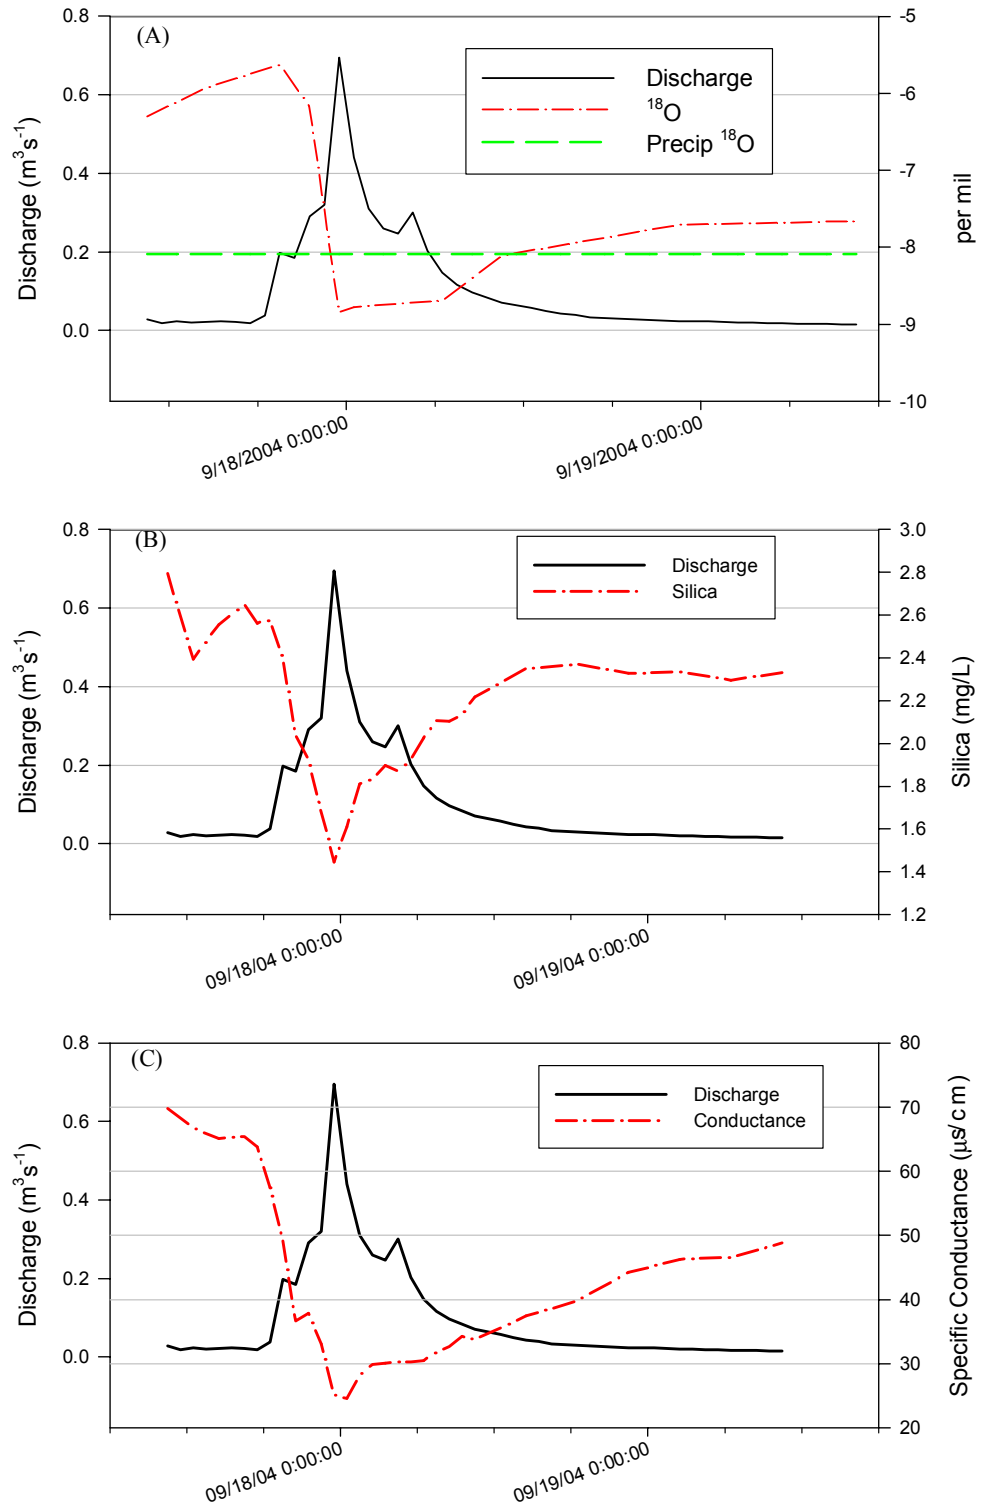 (A)
0.8
0.6
0.4
0.2
0.0
Discharge (m³s⁻¹)
-5
-6
-7
-8
-9
-10
per mil
Discharge
¹⁸O
Precip ¹⁸O
9/18/2004 0:00:00
9/19/2004 0:00:00
(B)
0.8
0.6
0.4
0.2
0.0
Discharge (m³s⁻¹)
3.0
2.8
2.6
2.4
2.2
2.0
1.8
1.6
1.4
1.2
Silica (mg/L)
Discharge
Silica
09/18/04 0:00:00
09/19/04 0:00:00
(C)
0.8
0.6
0.4
0.2
0.0
Discharge (m³s⁻¹)
80
70
60
50
40
30
20
Specific Conductance (µs/cm)
Discharge
Conductance
09/18/04 0:00:00
09/19/04 0:00:00